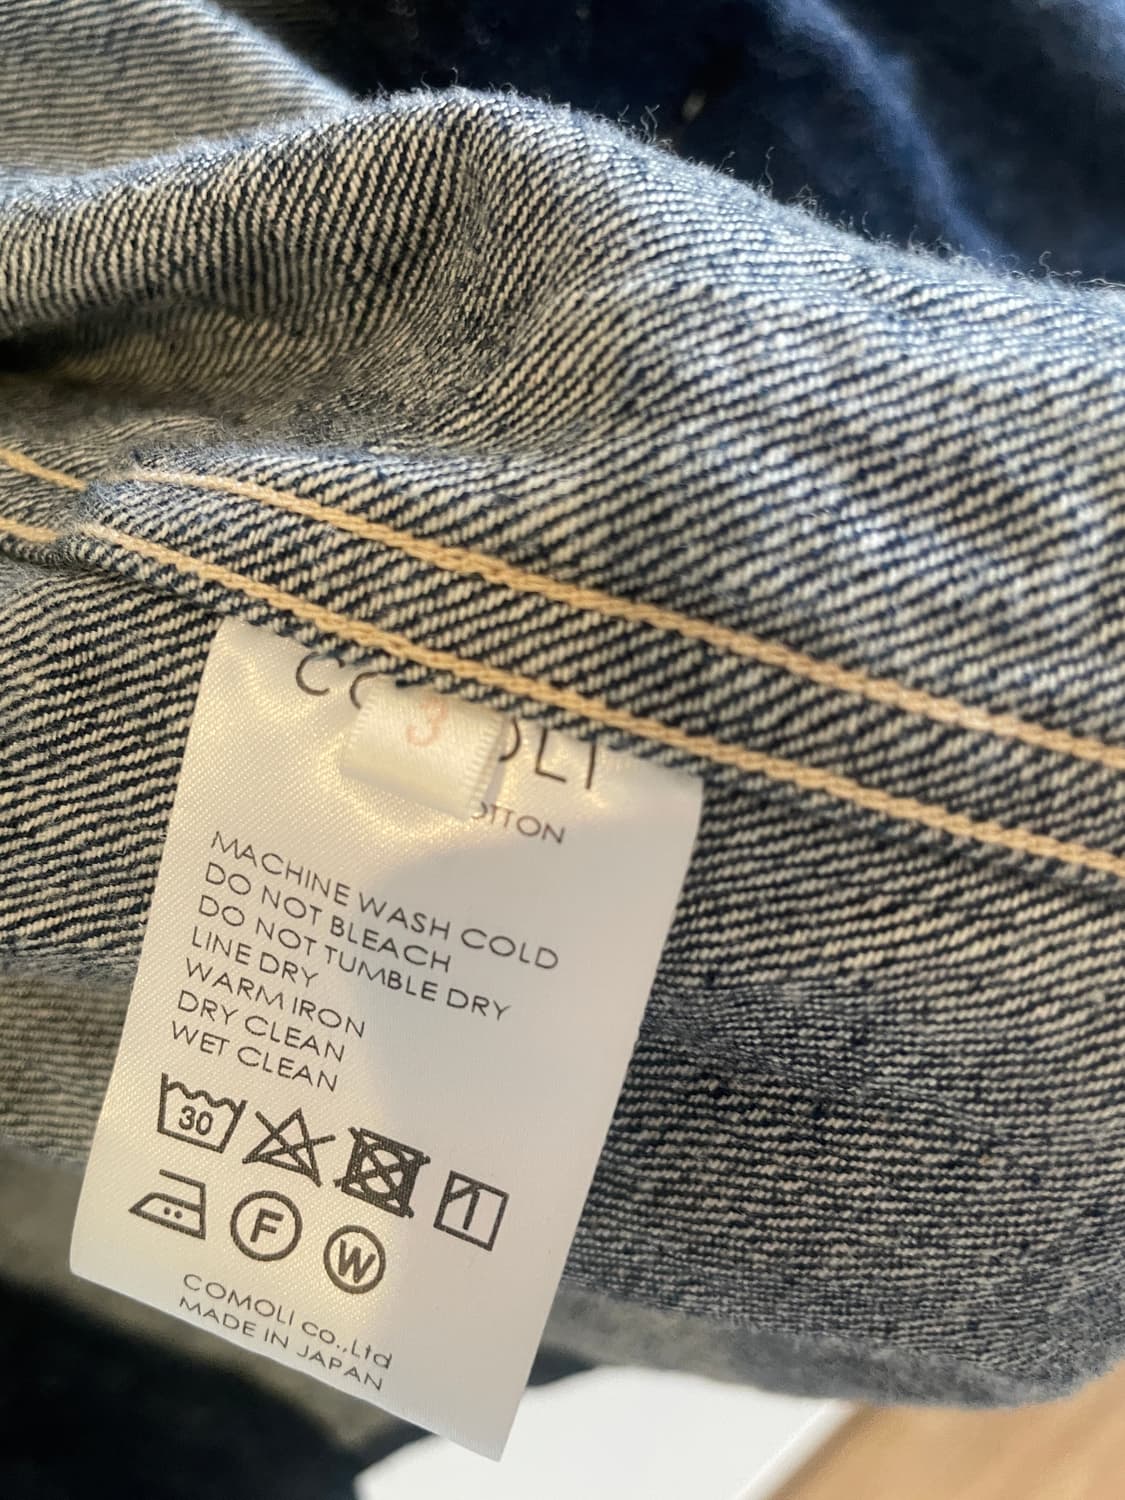 3
MACHINE WASH COLD
DO NOT BLEACH
DO NOT TUMBLE DRY
LINE DRY
WARM IRON
DRY CLEAN
WET CLEAN
30
F
W
COMOLI CO.,Ltd
MADE IN JAPAN